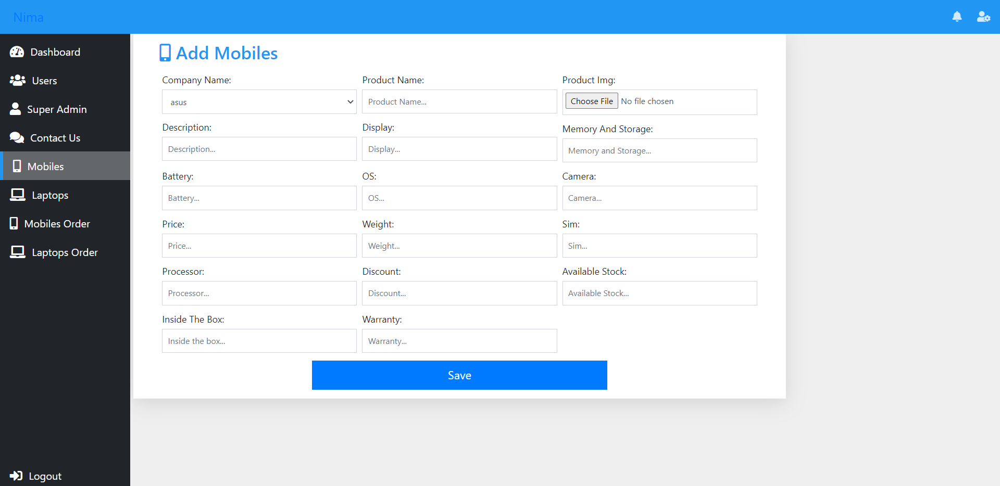 Nima
Dashboard
Users
Super Admin
Contact Us
Mobiles
Laptops
Mobiles Order
Laptops Order
Logout
Add Mobiles
Company Name: Product Name: Product Img:
asus Product Name... Choose File No file chosen
Description: Display: Memory And Storage:
Description... Display... Memory and Storage...
Battery: OS: Camera:
Battery... OS... Camera...
Price: Weight: Sim:
Price... Weight... Sim...
Processor: Discount: Available Stock:
Processor... Discount... Available Stock...
Inside The Box: Warranty:
Inside the box... Warranty...
Save